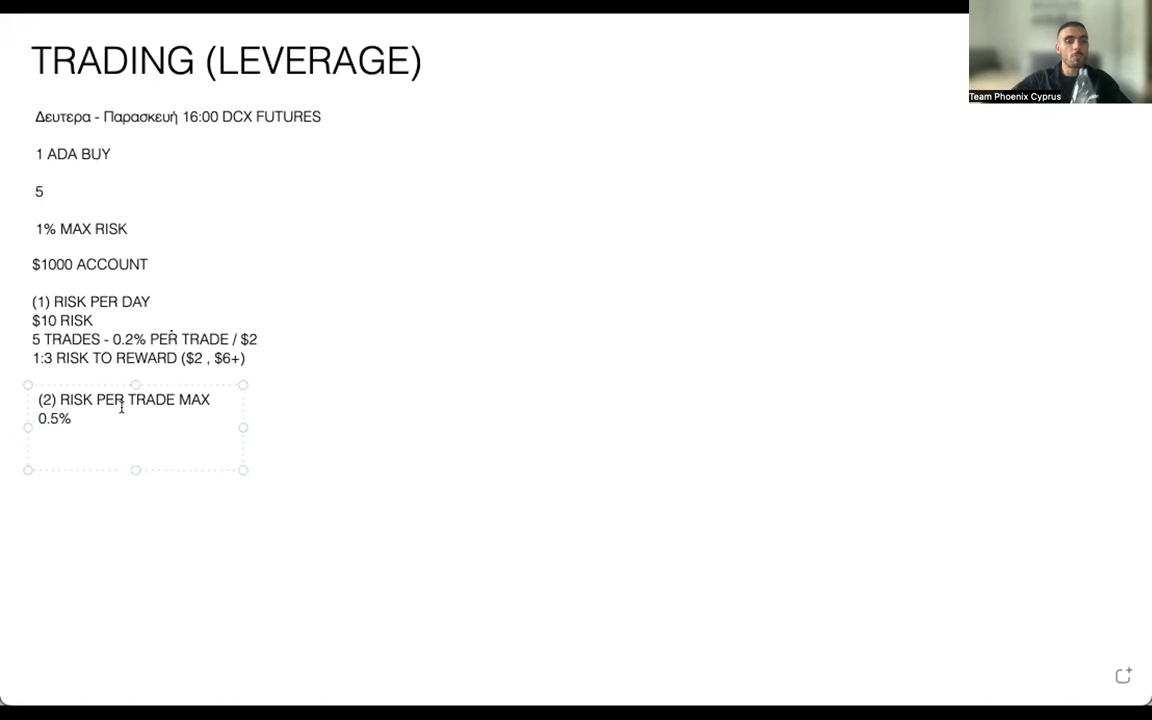 TRADING (LEVERAGE)
Team Phoenix Cyprus
Δευτερα - Παρασκευή 16:00 DCX FUTURES
1 ADA BUY
5
1% MAX RISK
$1000 ACCOUNT
(1) RISK PER DAY
$10 RISK
5 TRADES - 0.2% PER TRADE / $2
1:3 RISK TO REWARD ($2 , $6+)
(2) RISK PER TRADE MAX
0.5%